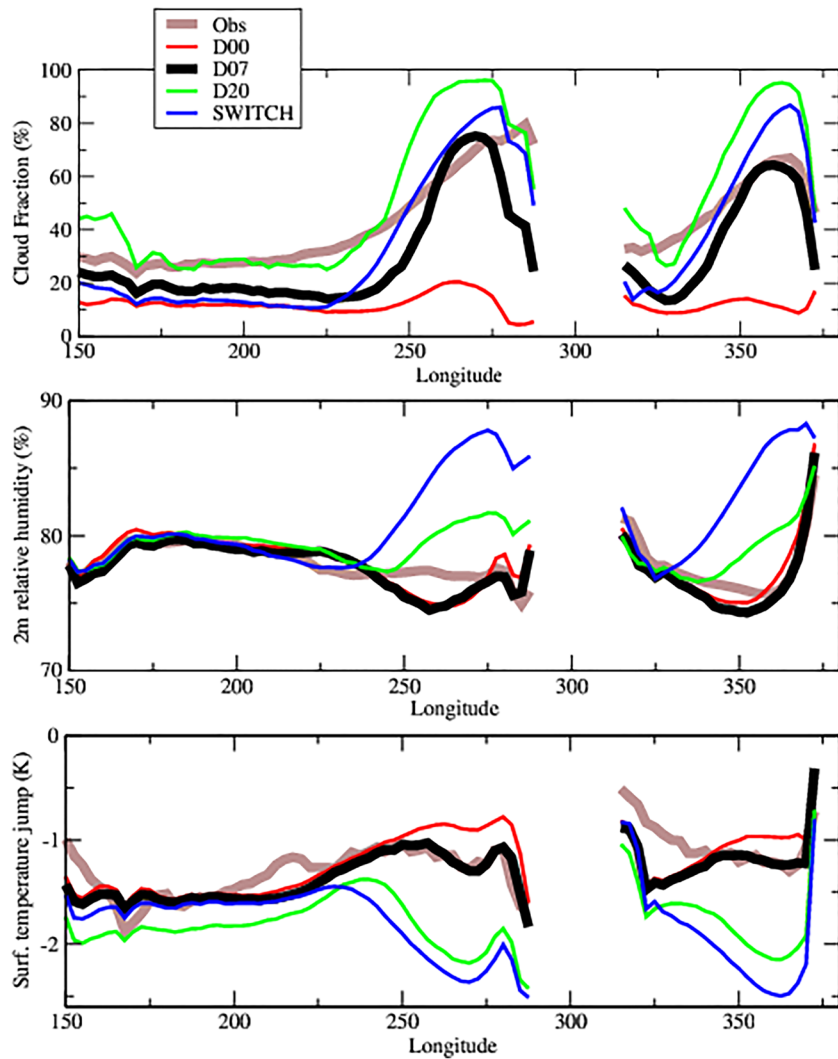 Obs
D00
D07
D20
SWITCH
Cloud Fraction (%)
100
80
60
40
20
0
150 200 250 300 350
Longitude
2m relative humidity (%)
90
80
70
150 200 250 300 350
Longitude
Surf. temperature jump (K)
0
-1
-2
150 200 250 300 350
Longitude